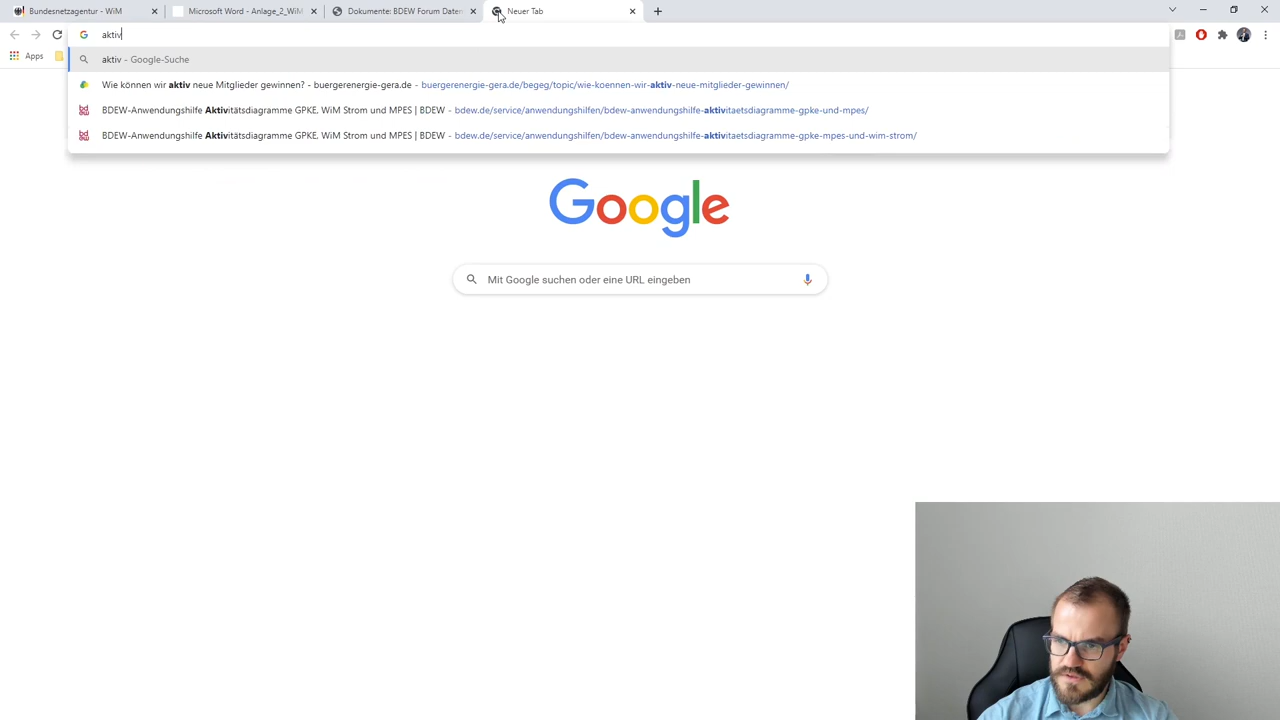 Bundesnetzagentur - WiM
Microsoft Word - Anlage_2_WiM
Dokumente: BDEW Forum Daten
Neuer Tab
aktiv
Apps
aktiv - Google-Suche
Wie können wir aktiv neue Mitglieder gewinnen? - buergerenergie-gera.de - buergerenergie-gera.de/begeg/topic/wie-koennen-wir-aktiv-neue-mitglieder-gewinnen/
BDEW-Anwendungshilfe Aktivitätsdiagramme GPKE, WiM Strom und MPES | BDEW - bdew.de/service/anwendungshilfen/bdew-anwendungshilfe-aktivitaetsdiagramme-gpke-und-mpes/
BDEW-Anwendungshilfe Aktivitätsdiagramme GPKE, WiM Strom und MPES | BDEW - bdew.de/service/anwendungshilfen/bdew-anwendungshilfe-aktivitaetsdiagramme-gpke-mpes-und-wim-strom/
Google
Mit Google suchen oder eine URL eingeben